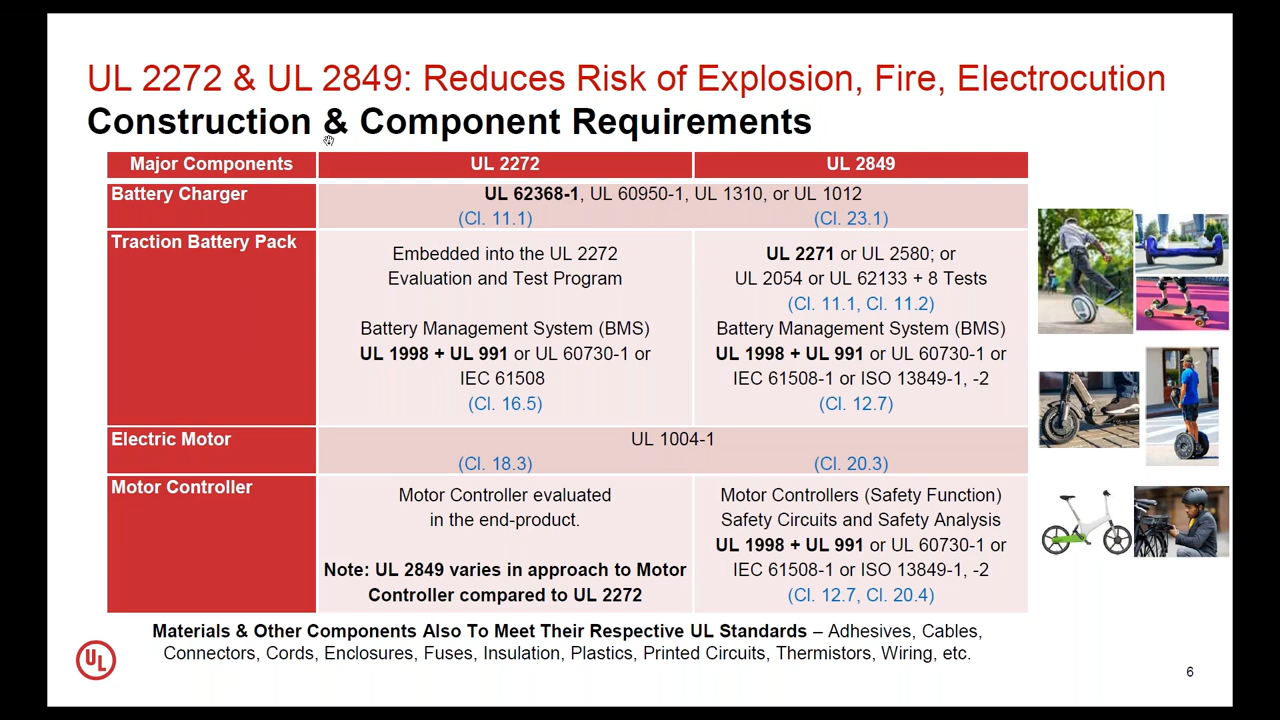 UL 2272 & UL 2849: Reduces Risk of Explosion, Fire, Electrocution
Construction & Component Requirements
Major Components
UL 2272
UL 2849
Battery Charger
UL 62368-1, UL 60950-1, UL 1310, or UL 1012
(Cl. 11.1)
(Cl. 23.1)
Traction Battery Pack
Embedded into the UL 2272
Evaluation and Test Program
Battery Management System (BMS)
UL 1998 + UL 991 or UL 60730-1 or
IEC 61508
(Cl. 16.5)
UL 2271 or UL 2580; or
UL 2054 or UL 62133 + 8 Tests
(Cl. 11.1, Cl. 11.2)
Battery Management System (BMS)
UL 1998 + UL 991 or UL 60730-1 or
IEC 61508-1 or ISO 13849-1, -2
(Cl. 12.7)
Electric Motor
UL 1004-1
(Cl. 18.3)
(Cl. 20.3)
Motor Controller
Motor Controller evaluated
in the end-product.
Note: UL 2849 varies in approach to Motor
Controller compared to UL 2272
Motor Controllers (Safety Function)
Safety Circuits and Safety Analysis
UL 1998 + UL 991 or UL 60730-1 or
IEC 61508-1 or ISO 13849-1, -2
(Cl. 12.7, Cl. 20.4)
Materials & Other Components Also To Meet Their Respective UL Standards – Adhesives, Cables,
Connectors, Cords, Enclosures, Fuses, Insulation, Plastics, Printed Circuits, Thermistors, Wiring, etc.
UL
6